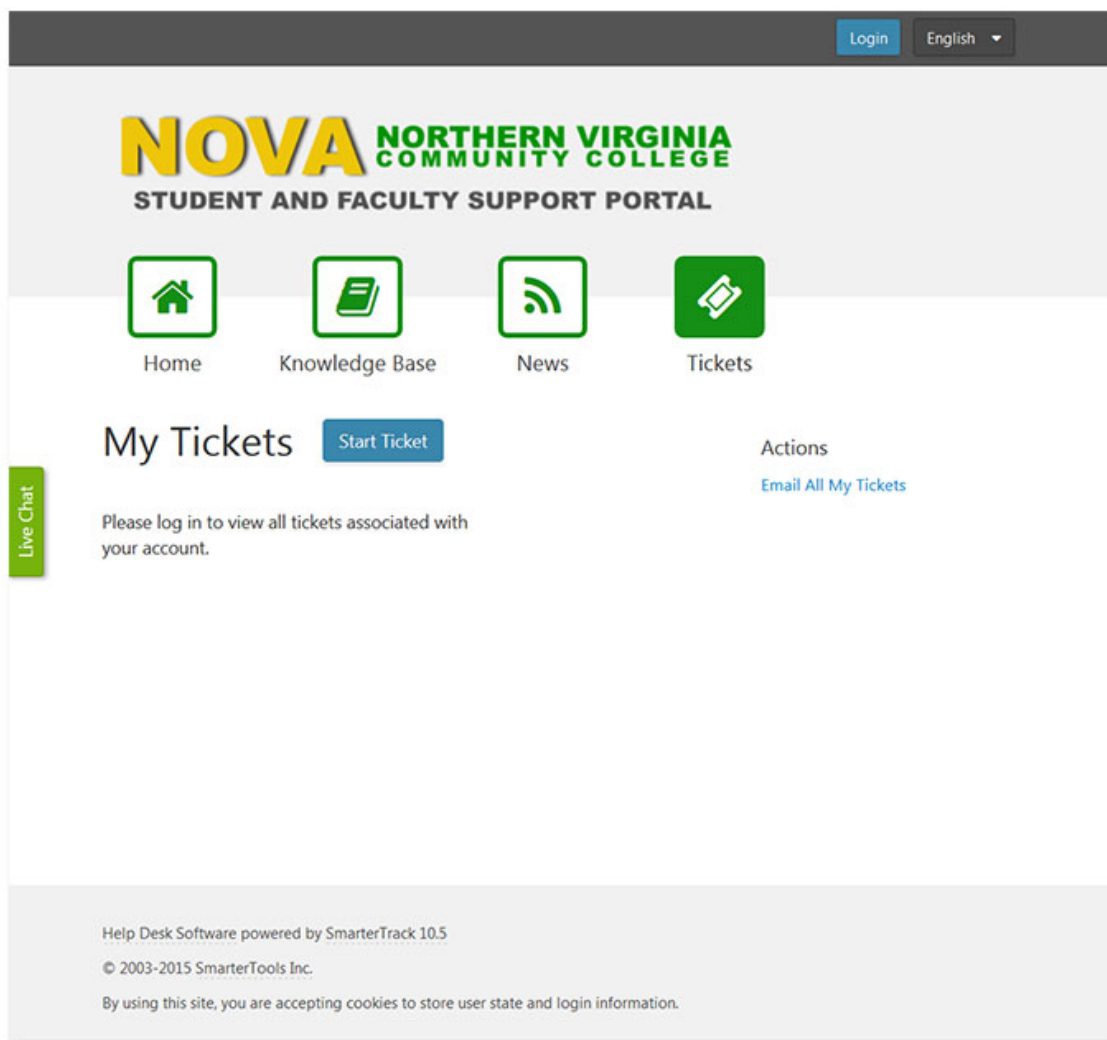 Login English
NOVA NORTHERN VIRGINIA
COMMUNITY COLLEGE
STUDENT AND FACULTY SUPPORT PORTAL
Home Knowledge Base News Tickets
My Tickets Start Ticket
Actions
Email All My Tickets
Live Chat
Please log in to view all tickets associated with
your account.
Help Desk Software powered by SmarterTrack 10.5
© 2003-2015 SmarterTools Inc.
By using this site, you are accepting cookies to store user state and login information.